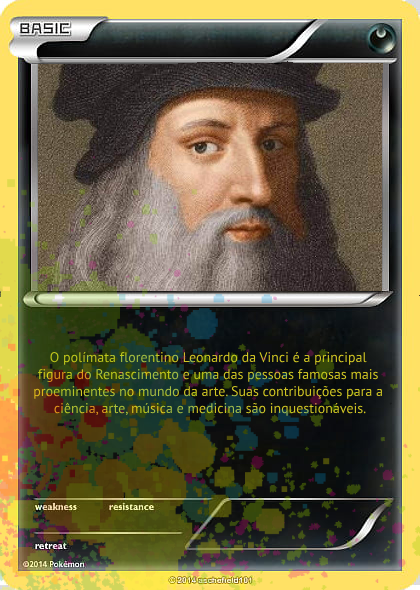 BASIC
O polímata florentino Leonardo da Vinci é a principal
figura do Renascimento e uma das pessoas famosas mais
proeminentes no mundo da arte. Suas contribuições para a
ciência, arte, música e medicina são inquestionáveis.
weakness resistance
retreat
©2014 Pokémon
©2014 aschefield101